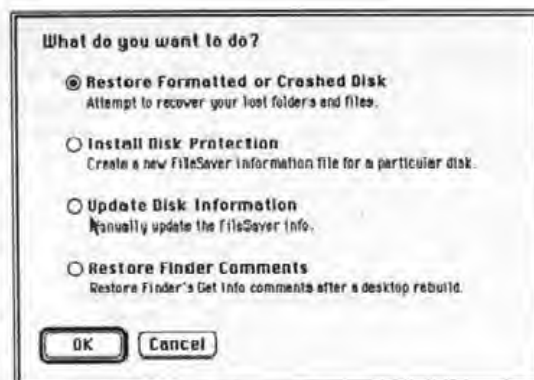 What do you want to do?
Restore Formatted or Crashed Disk
Attempt to recover your lost folders and files.
Install Disk Protection
Create a new FileSaver information file for a particular disk.
Update Disk Information
Manually update the FileSaver info.
Restore Finder Comments
Restore Finder's Get Info comments after a desktop rebuild.
OK
Cancel